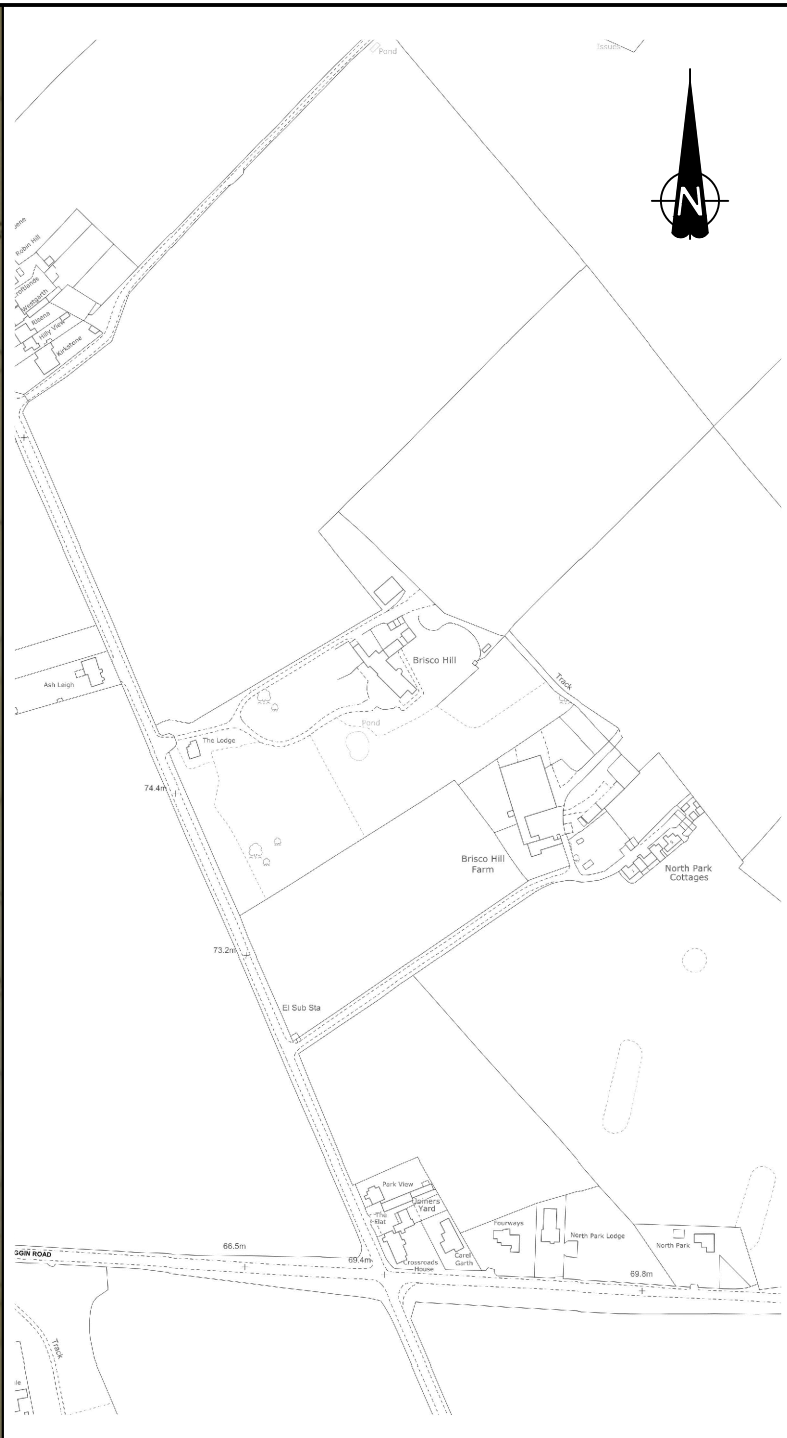 Pond
Issues
N
Robin Hill
Westgarth
Risena
Hilly View
Kirkstone
Brisco Hill
Ash Leigh
Track
The Lodge
Pond
74.4m
Brisco Hill
Farm
North Park
Cottages
73.2m
El Sub Sta
Park View
Joiners
Yard
The
Flat
Fourways
North Park Lodge
North Park
66.5m
69.4m
Crossroads
House
Carel
Garth
69.8m
GGIN ROAD
Track